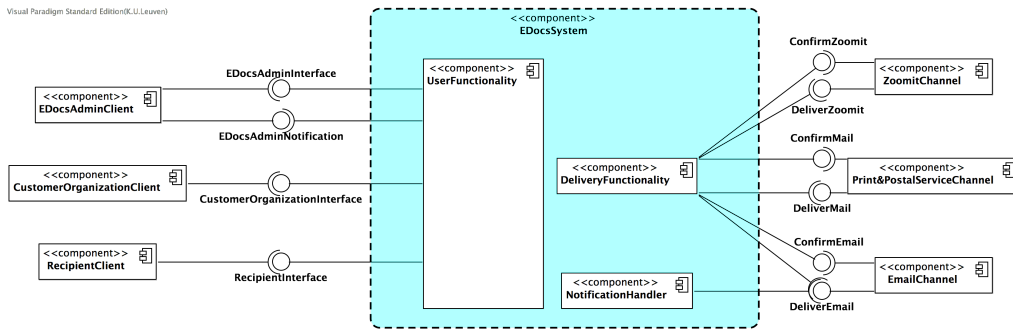 Visual Paradigm Standard Edition(K.U.Leuven)
<<component>>
EDocsSystem
<<component>>
EDocsAdminClient
EDocsAdminInterface
EDocsAdminNotification
<<component>>
UserFunctionality
<<component>>
CustomerOrganizationClient
CustomerOrganizationInterface
<<component>>
RecipientClient
RecipientInterface
<<component>>
DeliveryFunctionality
<<component>>
NotificationHandler
ConfirmZoomit
<<component>>
ZoomitChannel
DeliverZoomit
ConfirmMail
<<component>>
Print&PostalServiceChannel
DeliverMail
ConfirmEmail
<<component>>
EmailChannel
DeliverEmail